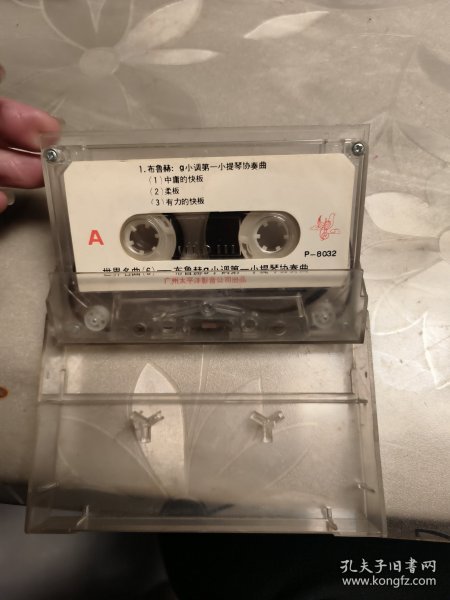 1.布鲁赫：g小调第一小提琴协奏曲
(1)中庸的快板
(2)柔板
(3)有力的快板
A
P-8032
世界名曲(6)——布鲁赫g小调第一小提琴协奏曲
广州太平洋影音公司出品
孔夫子旧书网
www.kongfz.com